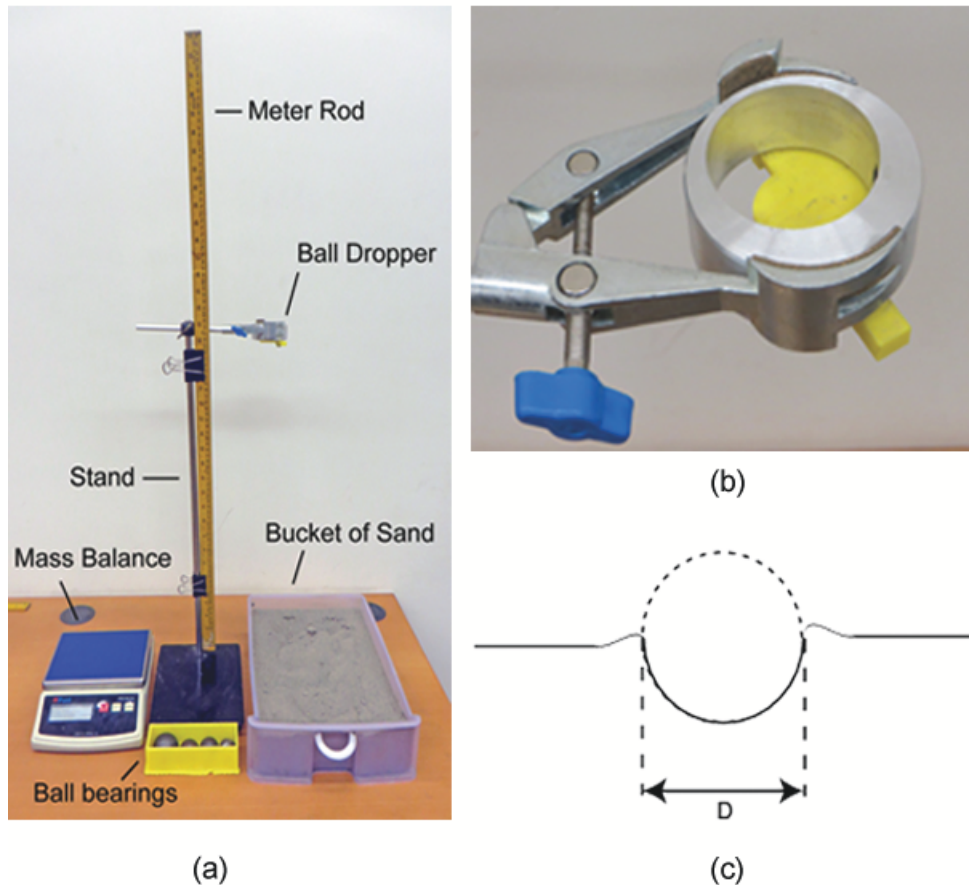 Meter Rod
Ball Dropper
Stand
Bucket of Sand
Mass Balance
Ball bearings
(a)
(b)
D
(c)